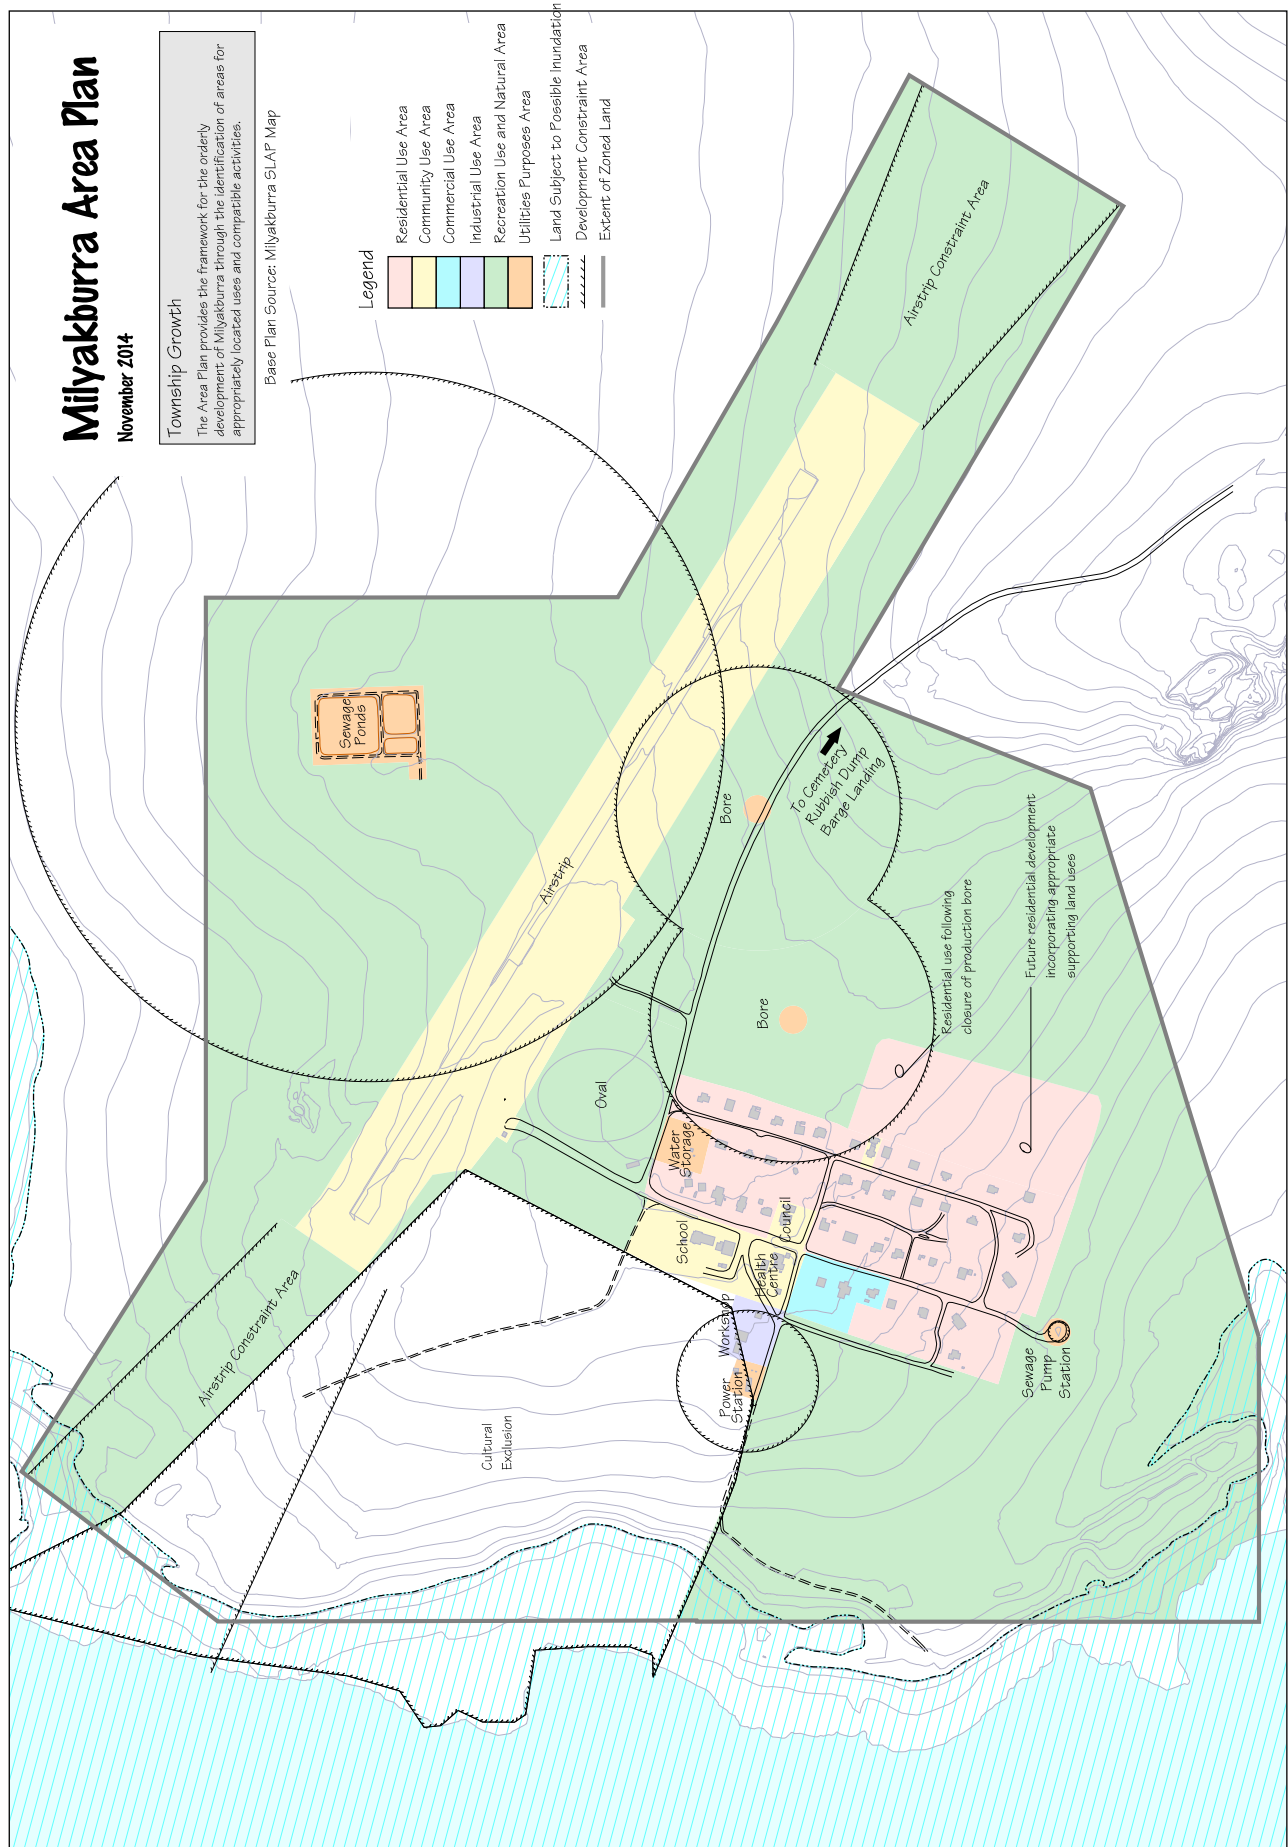 Milyakburra Area Plan
November 2014
Township Growth
The Area Plan provides the framework for the orderly
development of Milyakburra through the identification of areas for
appropriately located uses and compatible activities.
Base Plan Source: Milyakburra SLAP Map
Legend
Residential Use Area
Community Use Area
Commercial Use Area
Industrial Use Area
Recreation Use and Natural Area
Utilities Purposes Area
Land Subject to Possible Inundation
Development Constraint Area
Extent of Zoned Land
Airstrip Constraint Area
Sewage
Ponds
Airstrip
Bore
To Cemetery
Rubbish Dump
Barge Landing
Bore
Residential use following
closure of production bore
Future residential development
incorporating appropriate
supporting land uses
Oval
Water
Storage
School
Council
Health
Centre
Workshop
Power
Station
Sewage
Pump
Station
Airstrip Constraint Area
Cultural
Exclusion